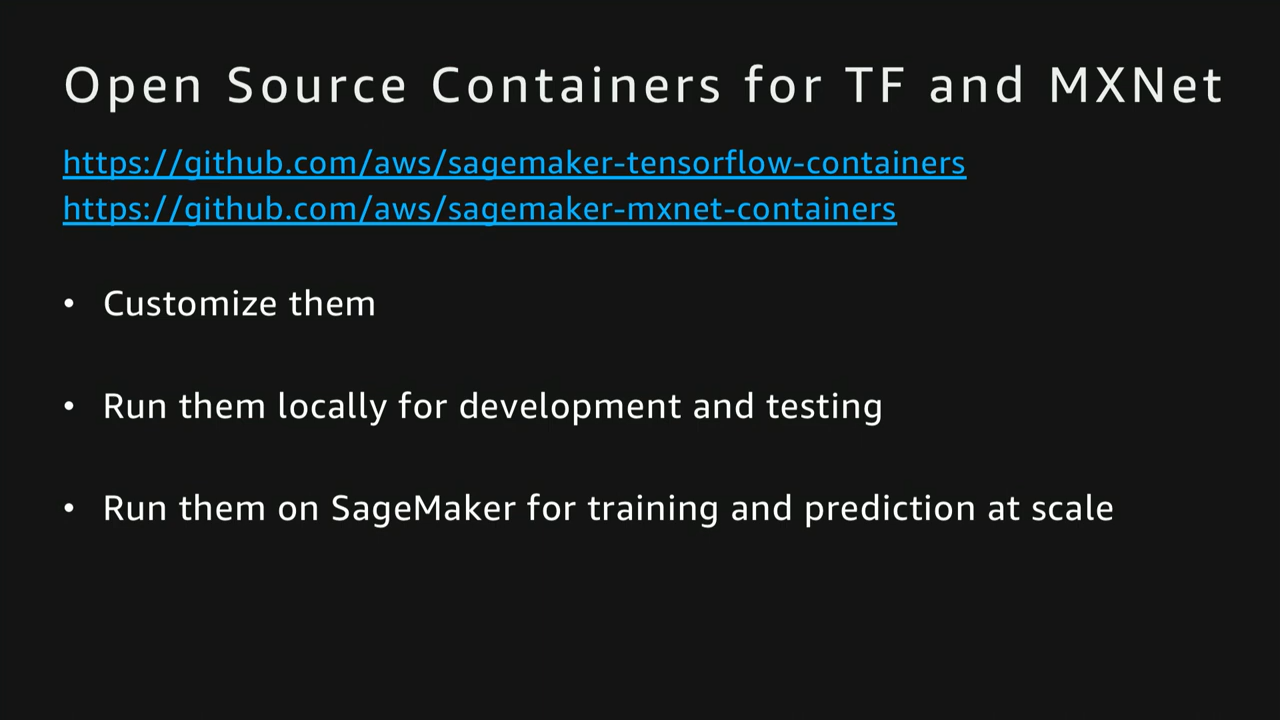 Open Source Containers for TF and MXNet
https://github.com/aws/sagemaker-tensorflow-containers
https://github.com/aws/sagemaker-mxnet-containers
• Customize them
• Run them locally for development and testing
• Run them on SageMaker for training and prediction at scale